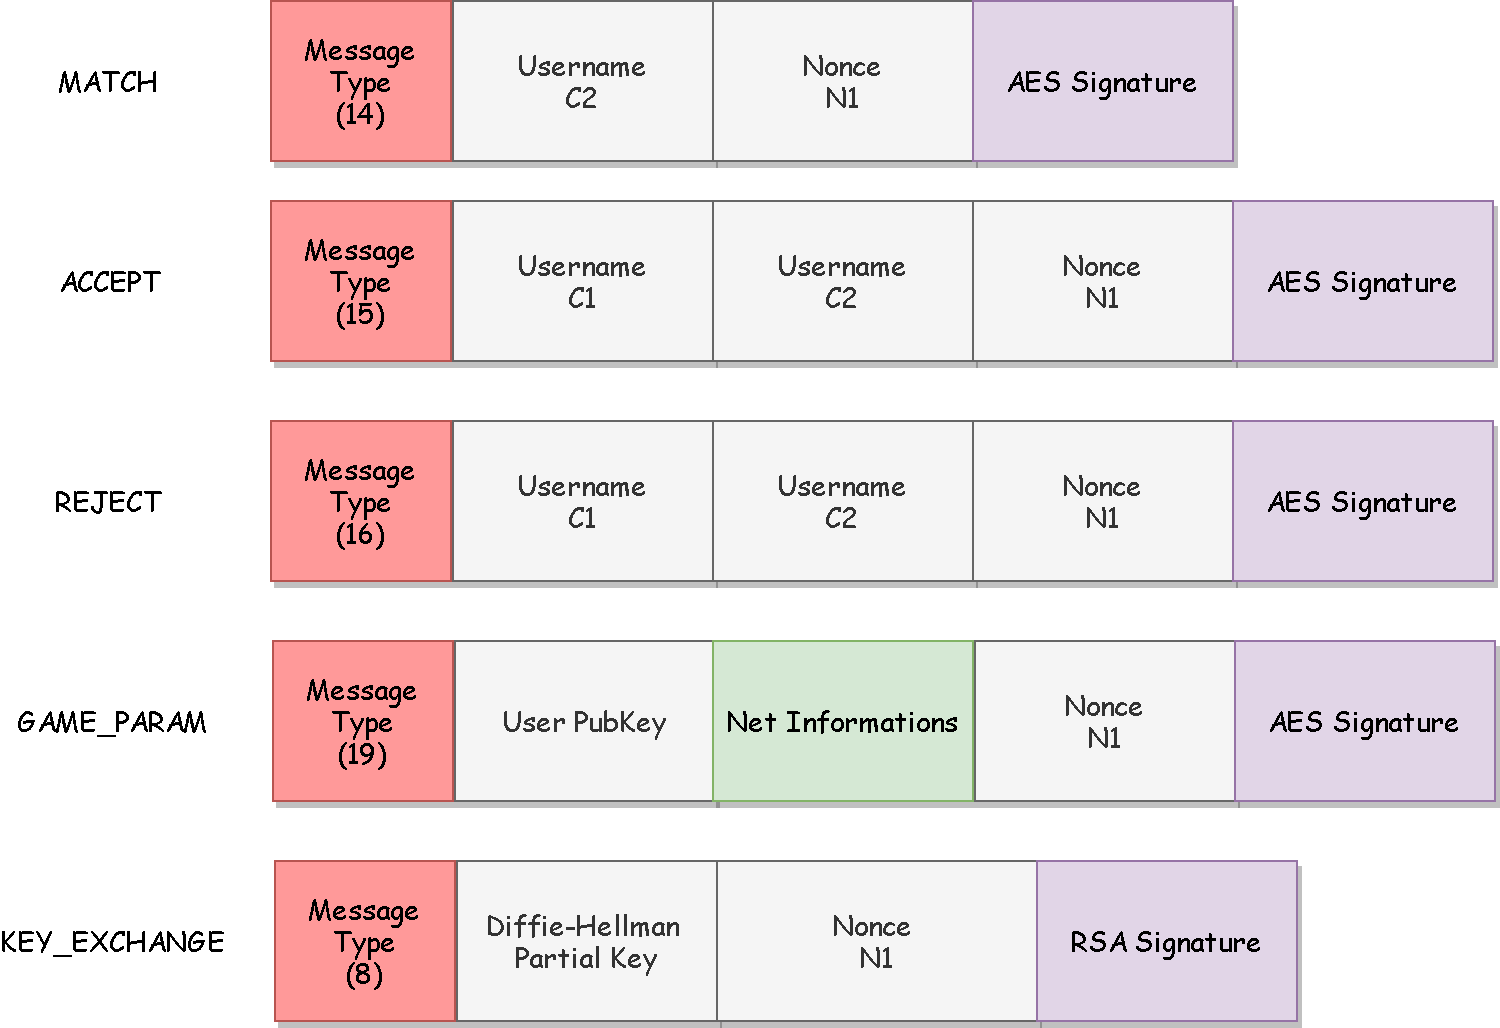 MATCH
Message
Type
(14)
Username
C2
Nonce
N1
AES Signature
ACCEPT
Message
Type
(15)
Username
C1
Username
C2
Nonce
N1
AES Signature
REJECT
Message
Type
(16)
Username
C1
Username
C2
Nonce
N1
AES Signature
GAME_PARAM
Message
Type
(19)
User PubKey
Net Informations
Nonce
N1
AES Signature
KEY_EXCHANGE
Message
Type
(8)
Diffie-Hellman
Partial Key
Nonce
N1
RSA Signature